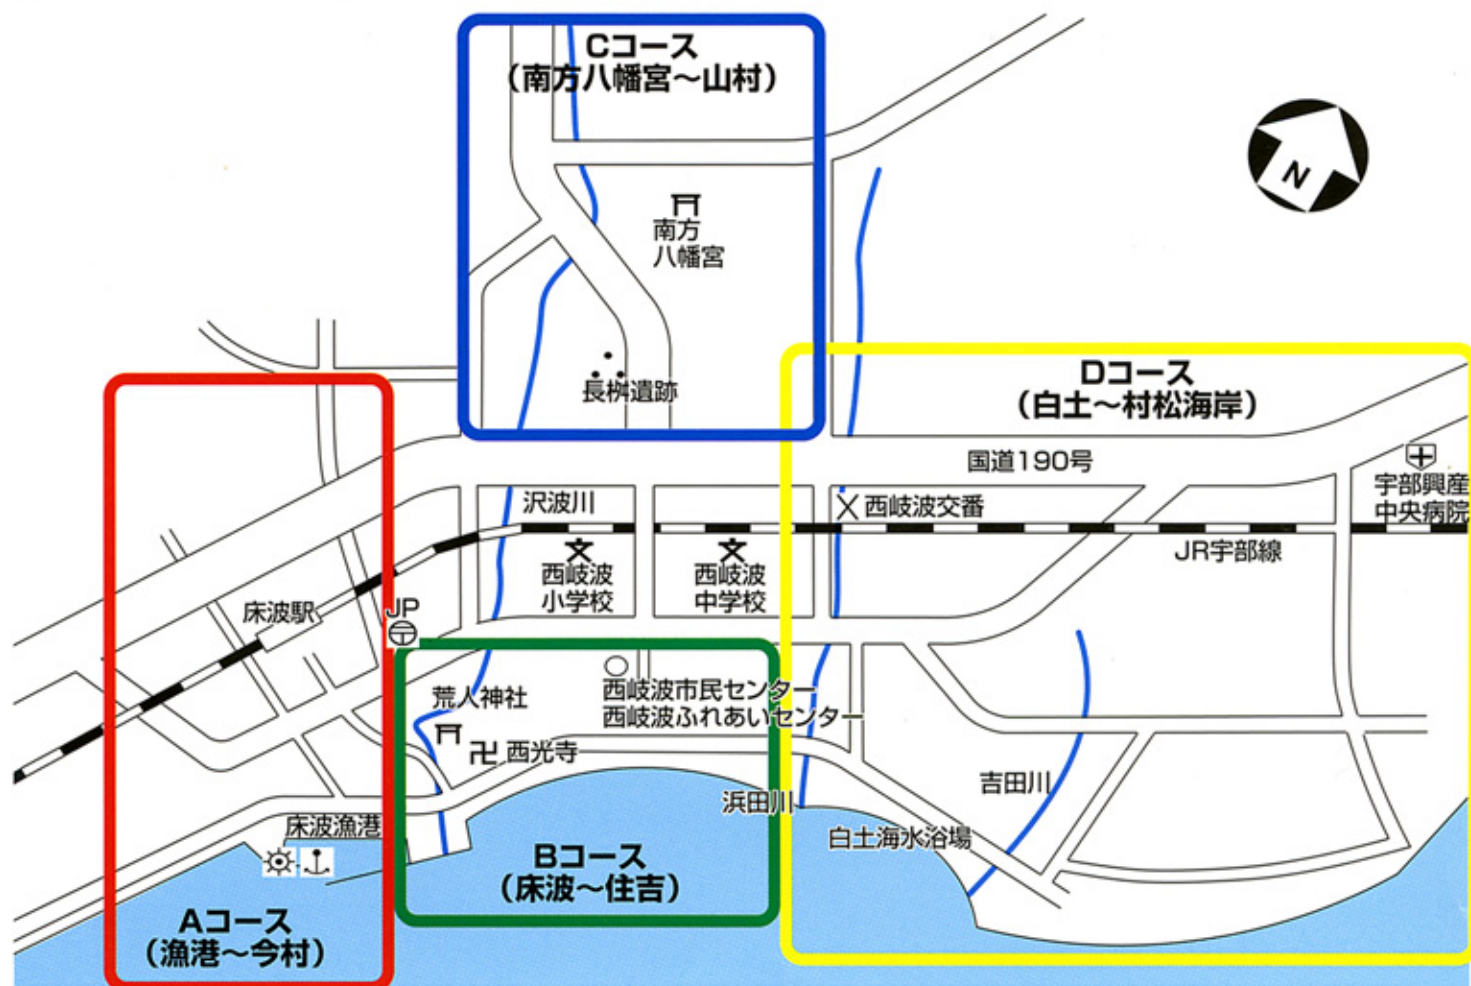 Cコース
(南方八幡宮～山村)
N
南方
八幡宮
長桝遺跡
Dコース
(白土～村松海岸)
国道190号
宇部興産
中央病院
沢波川
西岐波交番
JR宇部線
西岐波
小学校
西岐波
中学校
床波駅
JP
荒人神社
西岐波市民センター
西岐波ふれあいセンター
卍 西光寺
吉田川
浜田川
床波漁港
白土海水浴場
Bコース
(床波～住吉)
Aコース
(漁港～今村)